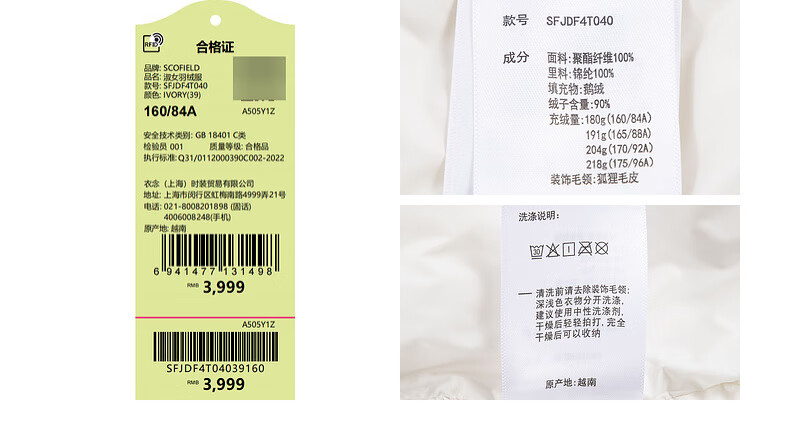 RFID
合格证
品牌: SCOFIELD
品名: 淑女羽绒服
款号: SFJDF4T040
颜色: IVORY(39)
160/84A
A505Y1Z
安全技术类别: GB 18401 C类
检验员 001 质量等级: 合格品
执行标准: Q31/0112000390C002-2022
衣念（上海）时装贸易有限公司
地址: 上海市闵行区虹梅南路4999弄21号
电话: 021-8008201898 (固话)
4006008248(手机)
原产地: 越南
6 941477 131498
RMB 3,999
A505Y1Z
SFJDF4T04039160
RMB 3,999
款号 SFJDF4T040
成分 面料:聚酯纤维100%
里料:锦纶100%
填充物:鹅绒
绒子含量:90%
充绒量:180g(160/84A)
191g(165/88A)
204g(170/92A)
218g(175/96A)
装饰毛领:狐狸毛皮
洗涤说明:
30
— 清洗前请去除装饰毛领;
深浅色衣物分开洗涤,
建议使用中性洗涤剂,
干燥后轻轻拍打,完全
干燥后可以收纳
原产地:越南